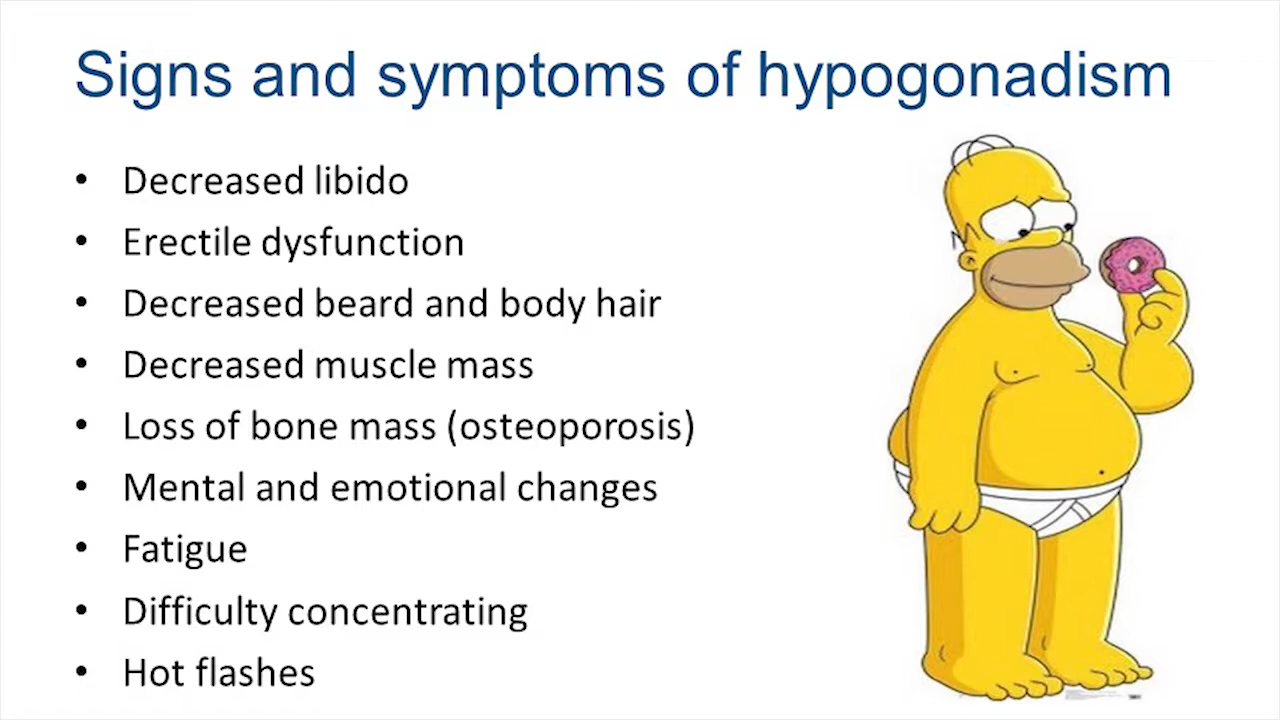 Signs and symptoms of hypogonadism
• Decreased libido
• Erectile dysfunction
• Decreased beard and body hair
• Decreased muscle mass
• Loss of bone mass (osteoporosis)
• Mental and emotional changes
• Fatigue
• Difficulty concentrating
• Hot flashes